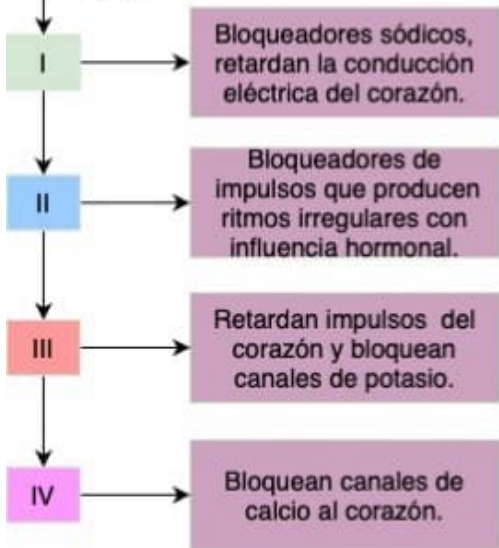 I
Bloqueadores sódicos,
retardan la conducción
eléctrica del corazón.
II
Bloqueadores de
impulsos que producen
ritmos irregulares con
influencia hormonal.
III
Retardan impulsos del
corazón y bloquean
canales de potasio.
IV
Bloquean canales de
calcio al corazón.